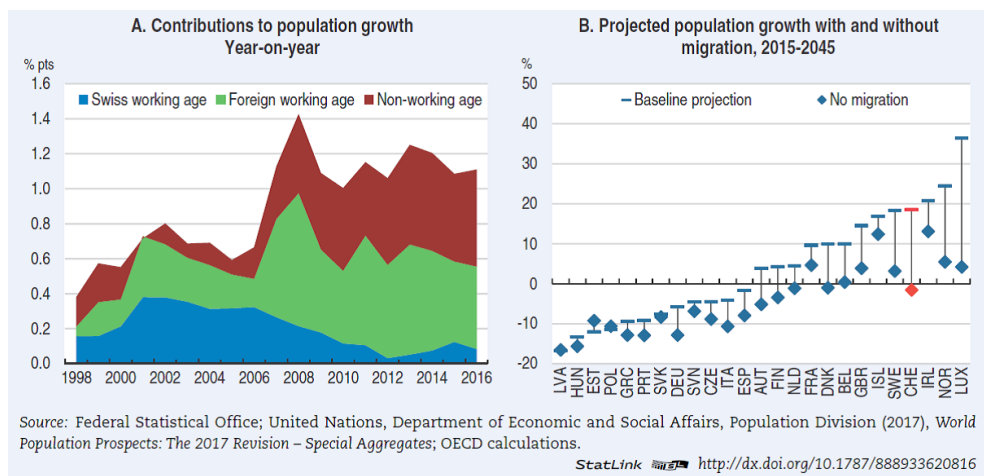 A. Contributions to population growth
Year-on-year
% pts
1.6
1.4
1.2
1.0
0.8
0.6
0.4
0.2
0.0
Swiss working age Foreign working age Non-working age
1998 2000 2002 2004 2006 2008 2010 2012 2014 2016
B. Projected population growth with and without
migration, 2015-2045
%
50
40
30
20
10
0
-10
-20
Baseline projection No migration
LVA HUN EST POL GRC PRT SVK DEU SVN CZE ITA ESP AUT FIN NLD FRA DNK BEL GBR ISL SWE CHE IRL NOR LUX
Source: Federal Statistical Office; United Nations, Department of Economic and Social Affairs, Population Division (2017), World
Population Prospects: The 2017 Revision – Special Aggregates; OECD calculations.
StatLink http://dx.doi.org/10.1787/888933620816